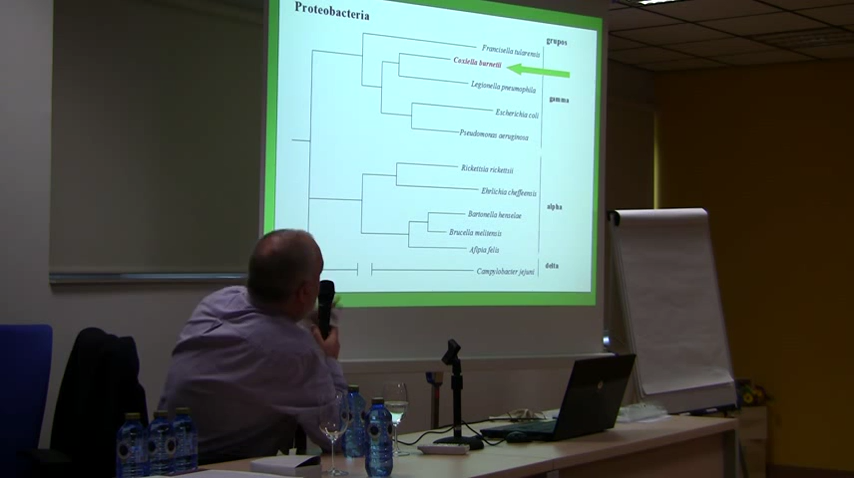 Proteobacteria
grupos
Francisella tularensis
Coxiella burnetii
Legionella pneumophila
gamma
Escherichia coli
Pseudomonas aeruginosa
Rickettsia rickettsii
Ehrlichia cheffeensis
alpha
Bartonella henselae
Brucella melitensis
Afipia felis
delta
Campylobacter jejuni